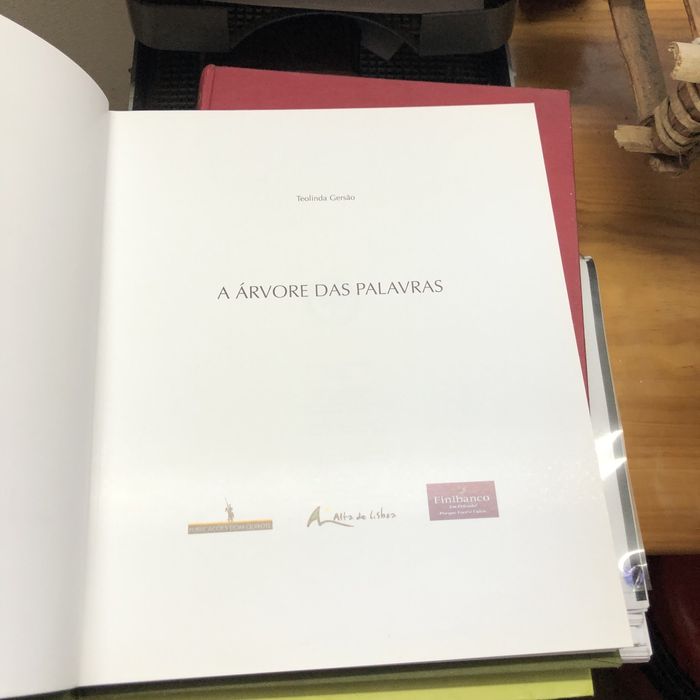 Teolinda Gersão
A ÁRVORE DAS PALAVRAS
PUBLICAÇÕES DOM QUIXOTE
Alta de Lisboa
Finibanco